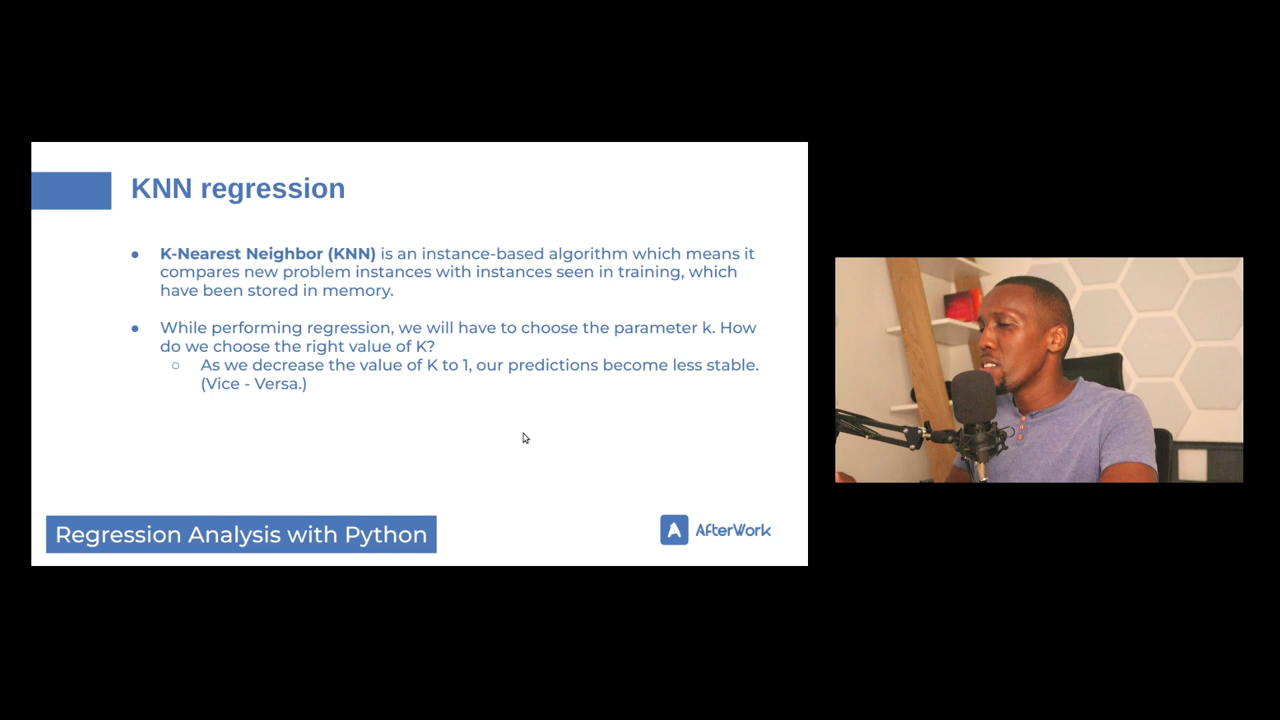 KNN regression
● K-Nearest Neighbor (KNN) is an instance-based algorithm which means it
compares new problem instances with instances seen in training, which
have been stored in memory.
● While performing regression, we will have to choose the parameter k. How
do we choose the right value of K?
○ As we decrease the value of K to 1, our predictions become less stable.
(Vice - Versa.)
Regression Analysis with Python
A AfterWork